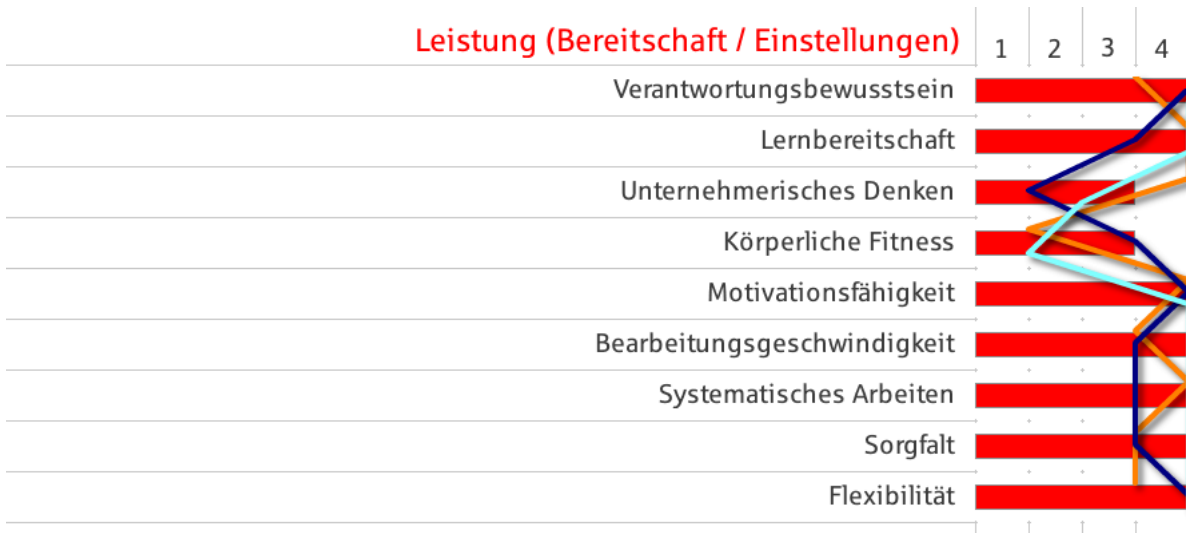 Leistung (Bereitschaft / Einstellungen) 1 2 3 4
Verantwortungsbewusstsein
Lernbereitschaft
Unternehmerisches Denken
Körperliche Fitness
Motivationsfähigkeit
Bearbeitungsgeschwindigkeit
Systematisches Arbeiten
Sorgfalt
Flexibilität